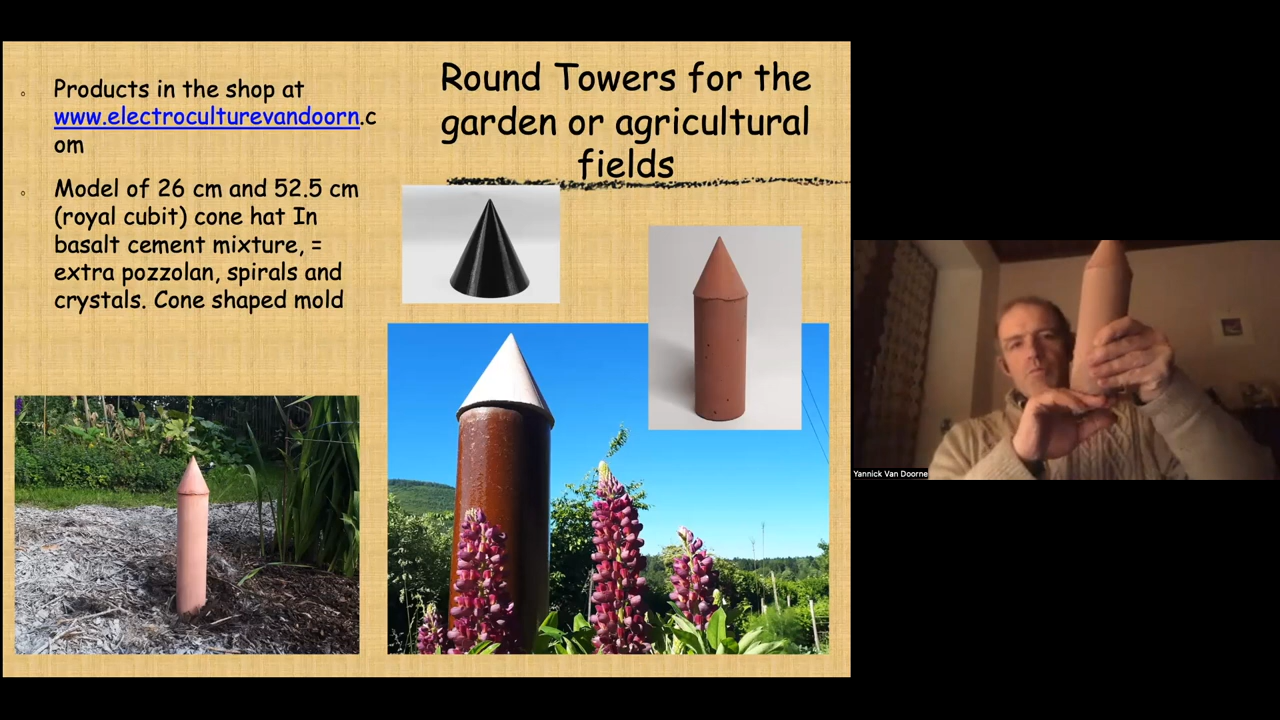 Round Towers for the
garden or agricultural
fields
Products in the shop at
www.electroculturevandoorn.c
om
Model of 26 cm and 52.5 cm
(royal cubit) cone hat In
basalt cement mixture, =
extra pozzolan, spirals and
crystals. Cone shaped mold
Yannick Van Doorne